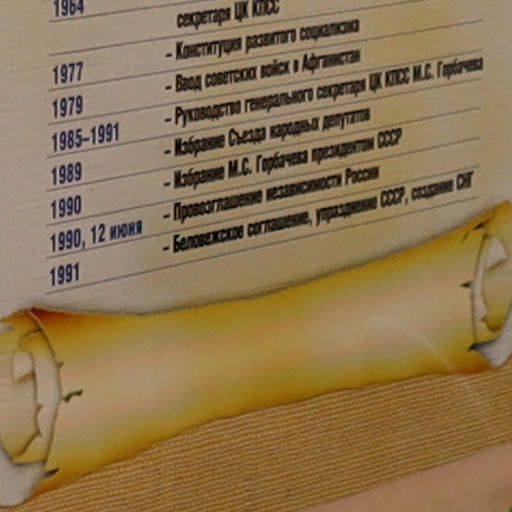 1964
секретаря ЦК КПСС
1977 – Конституция развитого социализма
1979 – Ввод советских войск в Афганистан
1985–1991 – Руководство генерального секретаря ЦК КПСС М.С. Горбачева
1989 – Избрание Съезда народных депутатов
1990 – Избрание М.С. Горбачева президентом СССР
1990, 12 июня – Провозглашение независимости России
1991 – Беловежское соглашение, упразднение СССР, создание СНГ